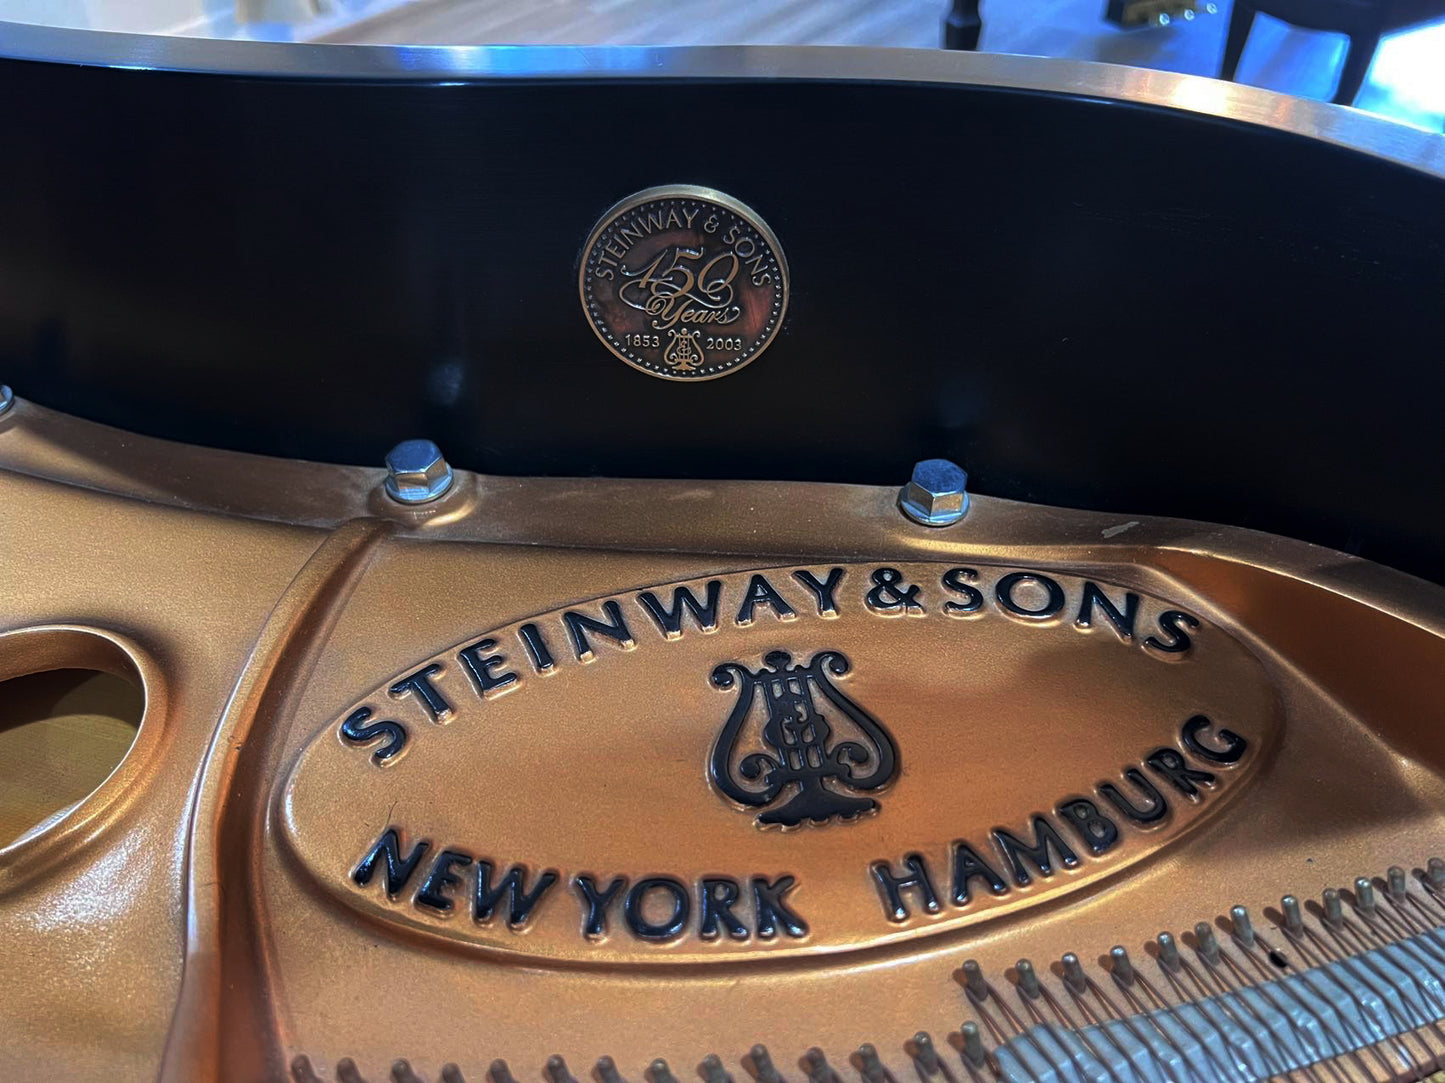 STEINWAY & SONS
150
Years
1853 2003
STEINWAY & SONS
NEW YORK HAMBURG